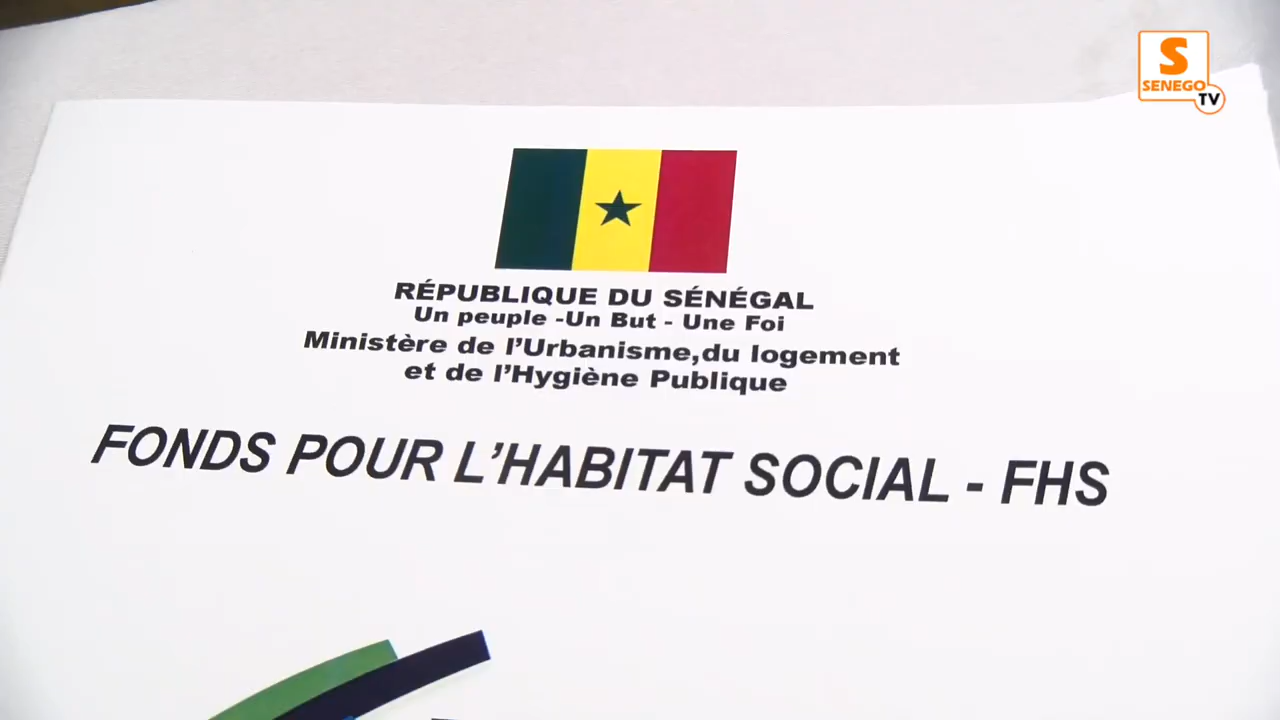 S
SENEGO
TV
RÉPUBLIQUE DU SÉNÉGAL
Un peuple -Un But - Une Foi
Ministère de l'Urbanisme,du logement
et de l'Hygiène Publique
FONDS POUR L'HABITAT SOCIAL - FHS